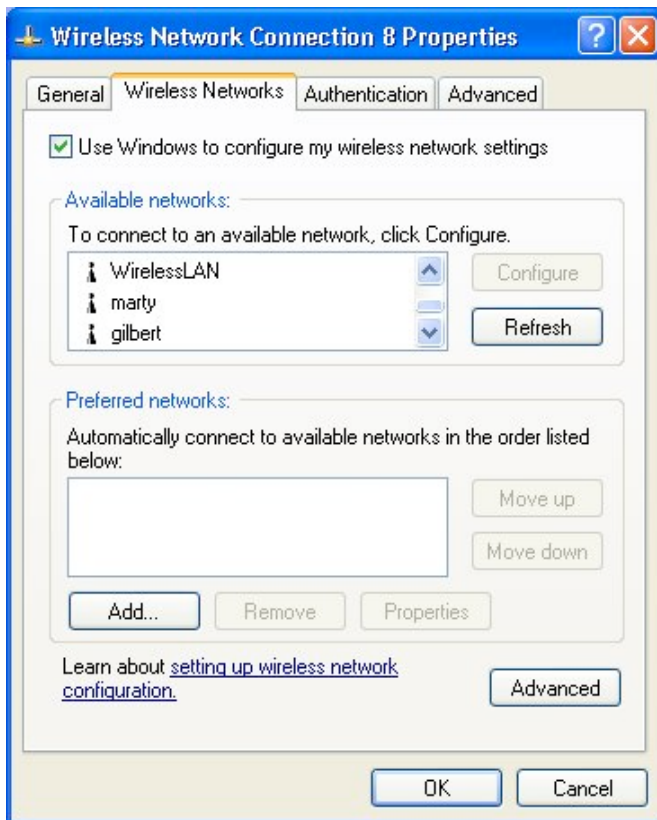 Wireless Network Connection 8 Properties
General Wireless Networks Authentication Advanced
Use Windows to configure my wireless network settings
Available networks:
To connect to an available network, click Configure.
WirelessLAN
marty
gilbert
Configure
Refresh
Preferred networks:
Automatically connect to available networks in the order listed
below:
Move up
Move down
Add... Remove Properties
Learn about setting up wireless network
configuration.
Advanced
OK Cancel